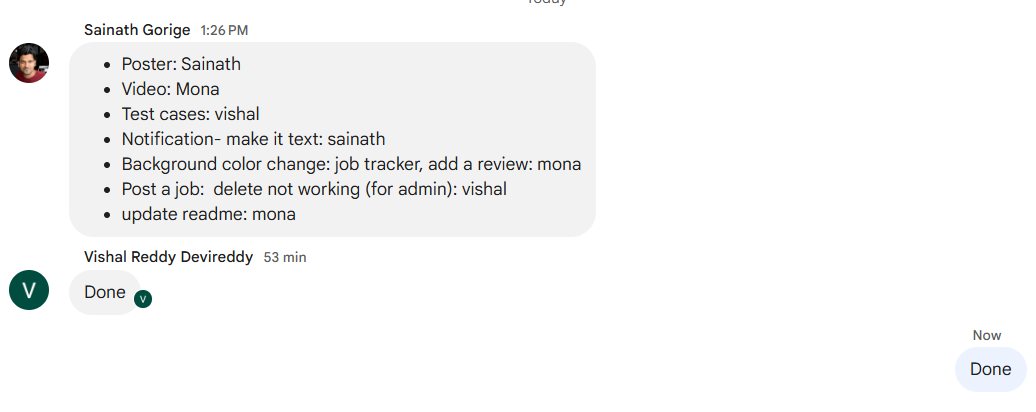 Today
Sainath Gorige 1:26 PM
• Poster: Sainath
• Video: Mona
• Test cases: vishal
• Notification- make it text: sainath
• Background color change: job tracker, add a review: mona
• Post a job:  delete not working (for admin): vishal
• update readme: mona
Vishal Reddy Devireddy 53 min
V
Done
V
Now
Done